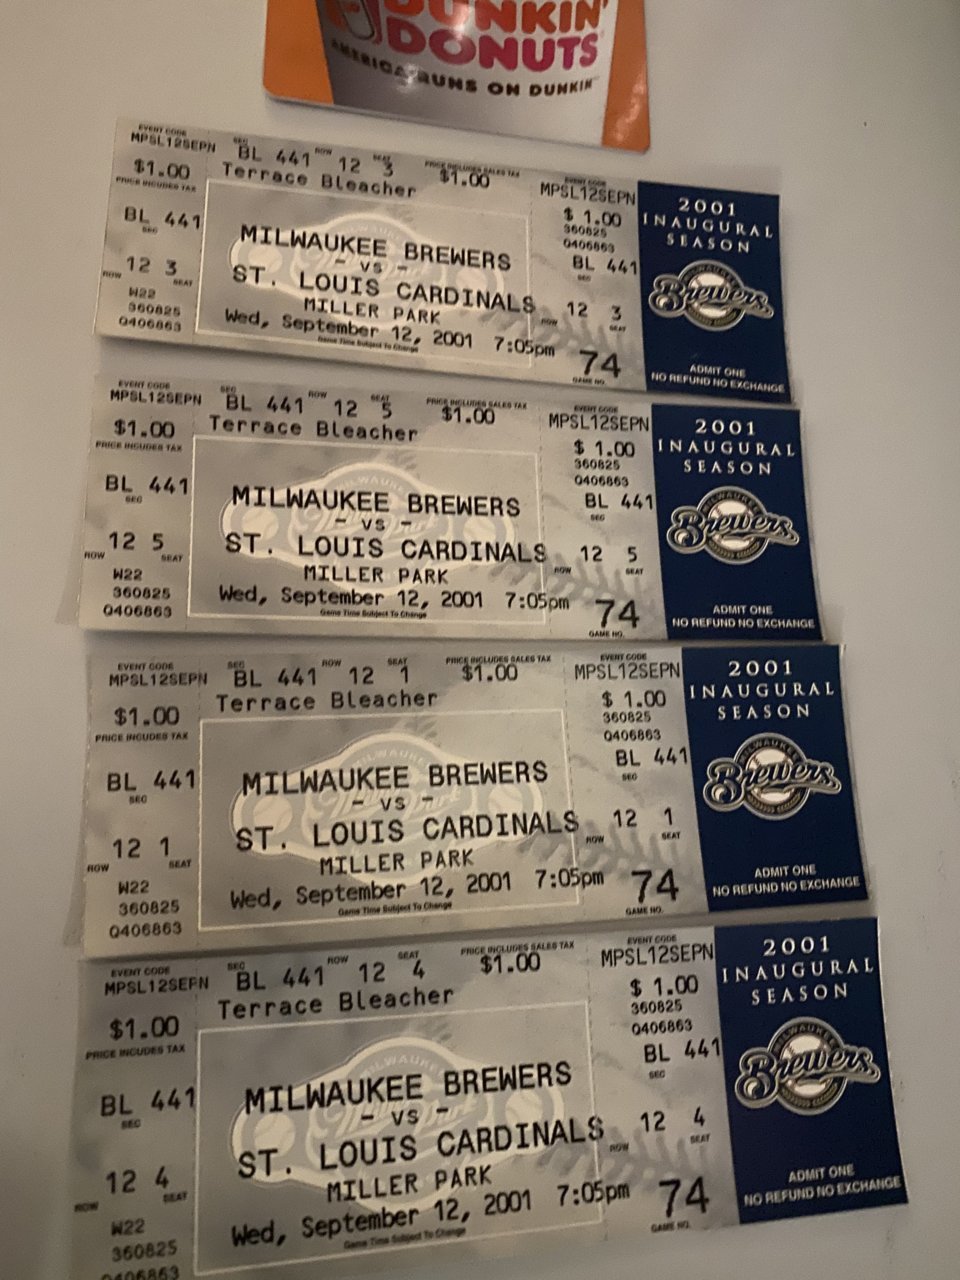 DUNKIN'
DONUTS
AMERICA RUNS ON DUNKIN'
EVENT CODE
MPSL12SEPN
$1.00
PRICE INCLUDES TAX
BL 441
SEC
12 3
ROW SEAT
W22
360825
Q406863
SEC ROW SEAT
BL 441 12 3
PRICE INCLUDES SALES TAX
$1.00
Terrace Bleacher
MILWAUKEE BREWERS
- VS -
ST. LOUIS CARDINALS
MILLER PARK
Wed, September 12, 2001 7:05pm
Game Time Subject To Change
EVENT CODE
MPSL12SEPN
$ 1.00
360825
Q406863
BL 441
SEC
12 3
ROW SEAT
74
GAME NO.
2001
INAUGURAL
SEASON
MILWAUKEE
Brewers
ADMIT ONE
NO REFUND NO EXCHANGE
EVENT CODE
MPSL12SEPN
$1.00
PRICE INCLUDES TAX
BL 441
SEC
12 5
ROW SEAT
W22
360825
Q406863
SEC ROW SEAT
BL 441 12 5
PRICE INCLUDES SALES TAX
$1.00
Terrace Bleacher
MILWAUKEE BREWERS
- VS -
ST. LOUIS CARDINALS
MILLER PARK
Wed, September 12, 2001 7:05pm
Game Time Subject To Change
EVENT CODE
MPSL12SEPN
$ 1.00
360825
Q406863
BL 441
SEC
12 5
ROW SEAT
74
GAME NO.
2001
INAUGURAL
SEASON
MILWAUKEE
Brewers
ADMIT ONE
NO REFUND NO EXCHANGE
EVENT CODE
MPSL12SEPN
$1.00
PRICE INCUDES TAX
BL 441
SEC
12 1
ROW SEAT
W22
360825
Q406863
SEC ROW SEAT
BL 441 12 1
PRICE INCLUDES SALES TAX
$1.00
Terrace Bleacher
MILWAUKEE BREWERS
- VS -
ST. LOUIS CARDINALS
MILLER PARK
Wed, September 12, 2001 7:05pm
Game Time Subject To Change
EVENT CODE
MPSL12SEPN
$ 1.00
360825
Q406863
BL 441
SEC
12 1
ROW SEAT
74
GAME NO.
2001
INAUGURAL
SEASON
MILWAUKEE
Brewers
ADMIT ONE
NO REFUND NO EXCHANGE
EVENT CODE
MPSL12SEPN
$1.00
PRICE INCUDES TAX
BL 441
SEC
12 4
ROW SEAT
W22
360825
Q406863
SEC ROW SEAT
BL 441 12 4
PRICE INCLUDES SALES TAX
$1.00
Terrace Bleacher
MILWAUKEE BREWERS
- VS -
ST. LOUIS CARDINALS
MILLER PARK
Wed, September 12, 2001 7:05pm
Game Time Subject To Change
EVENT CODE
MPSL12SEPN
$ 1.00
360825
Q406863
BL 441
SEC
12 4
ROW SEAT
74
GAME NO.
2001
INAUGURAL
SEASON
MILWAUKEE
Brewers
ADMIT ONE
NO REFUND NO EXCHANGE